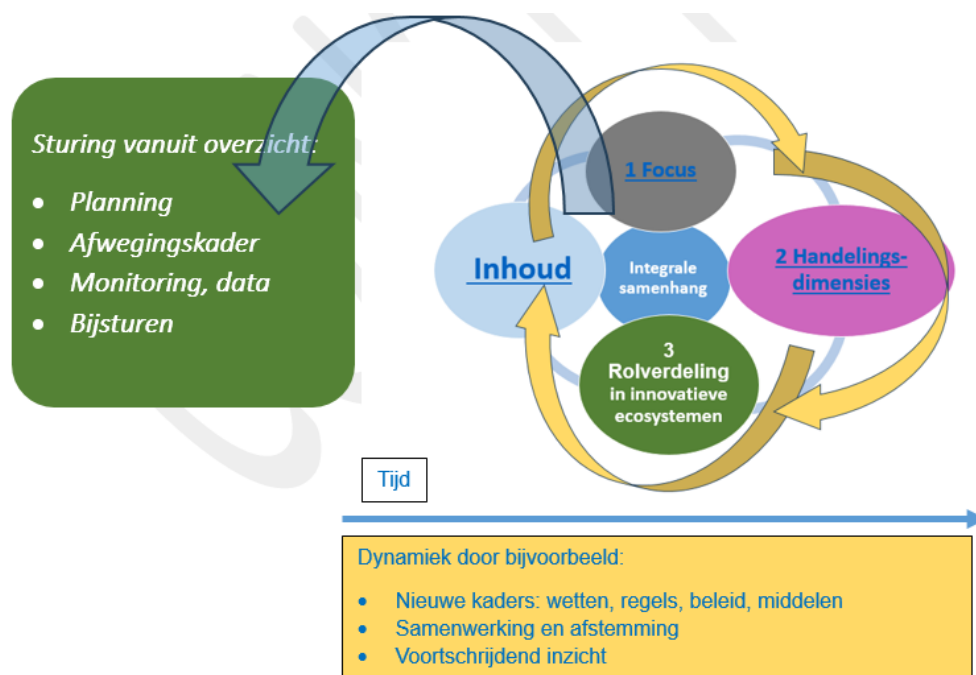 Sturing vanuit overzicht:
• Planning
• Afwegingskader
• Monitoring, data
• Bijsturen
1 Focus
Inhoud
Integrale
samenhang
2 Handelings-
dimensies
3
Rolverdeling
in innovatieve
ecosystemen
Tijd
Dynamiek door bijvoorbeeld:
• Nieuwe kaders: wetten, regels, beleid, middelen
• Samenwerking en afstemming
• Voortschrijdend inzicht